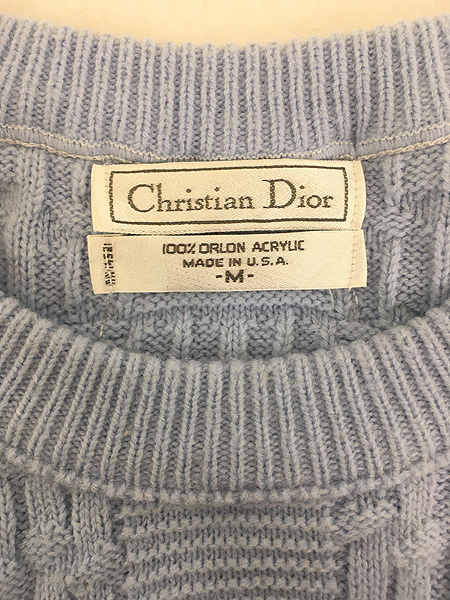 Christian Dior
100% ORLON ACRYLIC
MADE IN U.S.A.
-M-